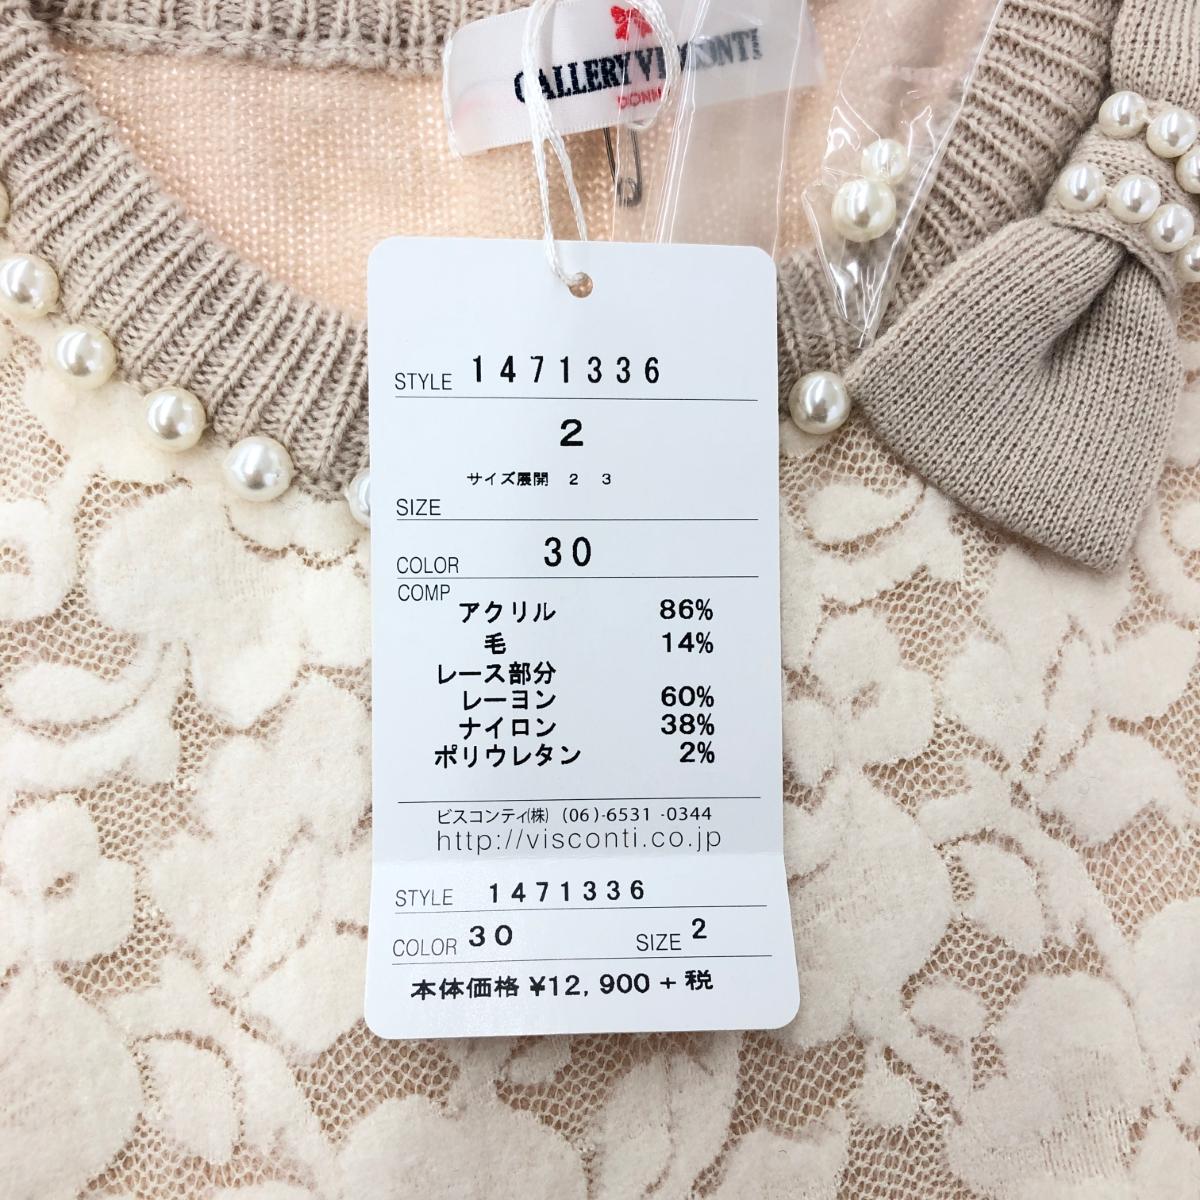 GALLERY VISCONTI
STYLE 1471336
2
サイズ展開 2 3
SIZE
COLOR 30
COMP
アクリル 86%
毛 14%
レース部分
レーヨン 60%
ナイロン 38%
ポリウレタン 2%
ビスコンティ㈱ (06)-6531-0344
http://visconti.co.jp
STYLE 1471336
COLOR 30 SIZE 2
本体価格 ¥12,900 + 税